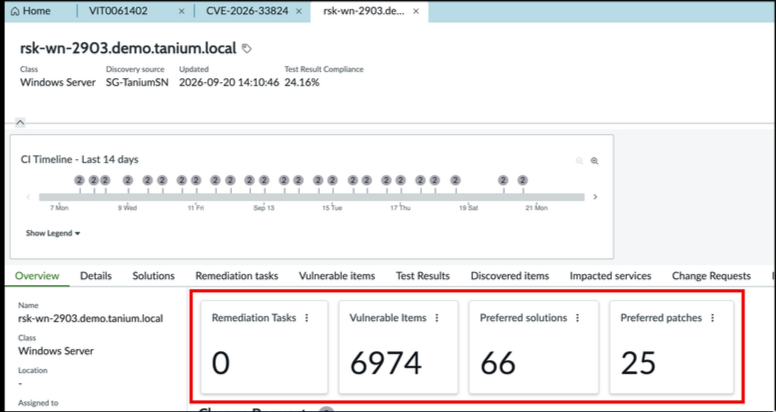 Home VIT0061402 × CVE-2026-33824 × rsk-wn-2903.de... ×
rsk-wn-2903.demo.tanium.local
Class Discovery source Updated Test Result Compliance
Windows Server SG-TaniumSN 2026-09-20 14:10:46 24.16%
CI Timeline - Last 14 days
2 2 2 2 2 2 2 2 2 2 2 2 2 2 2 2 2 2 2 2 2 2 2
7 Mon 9 Wed 11 Fri Sep 13 15 Tue 17 Thu 19 Sat 21 Mon
Show Legend
Overview Details Solutions Remediation tasks Vulnerable items Test Results Discovered items Impacted services Change Requests
Name
rsk-wn-2903.demo.tanium.local
Class
Windows Server
Location
-
Assigned to
Remediation Tasks Vulnerable Items Preferred solutions Preferred patches
0 6974 66 25